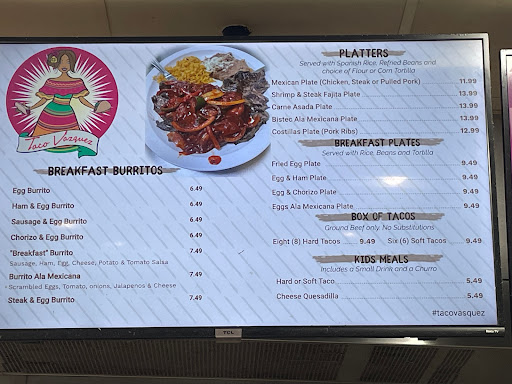 Taco Vazquez
BREAKFAST BURRITOS
Egg Burrito 6.49
Ham & Egg Burrito 6.49
Sausage & Egg Burrito 6.49
Chorizo & Egg Burrito 6.49
"Breakfast" Burrito 7.49
Sausage, Ham, Egg, Cheese, Potato & Tomato Salsa
Burrito Ala Mexicana 7.49
Scrambled Eggs, Tomato, onions, Jalapenos & Cheese
Steak & Egg Burrito 7.49
PLATTERS
Served with Spanish Rice, Refried Beans and
choice of Flour or Corn Tortilla
Mexican Plate (Chicken, Steak or Pulled Pork) 11.99
Shrimp & Steak Fajita Plate 13.99
Carne Asada Plate 13.99
Bistec Ala Mexicana Plate 13.99
Costillas Plate (Pork Ribs) 12.99
BREAKFAST PLATES
Served with Rice, Beans and Tortilla
Fried Egg Plate 9.49
Egg & Ham Plate 9.49
Egg & Chorizo Plate 9.49
Eggs Ala Mexicana Plate 9.49
BOX OF TACOS
Ground Beef only. No Substitutions
Eight (8) Hard Tacos 9.49 Six (6) Soft Tacos 9.49
KIDS MEALS
Includes a Small Drink and a Churro
Hard or Soft Taco 5.49
Cheese Quesadilla 5.49
#tacovasquez
TCL
Roku TV